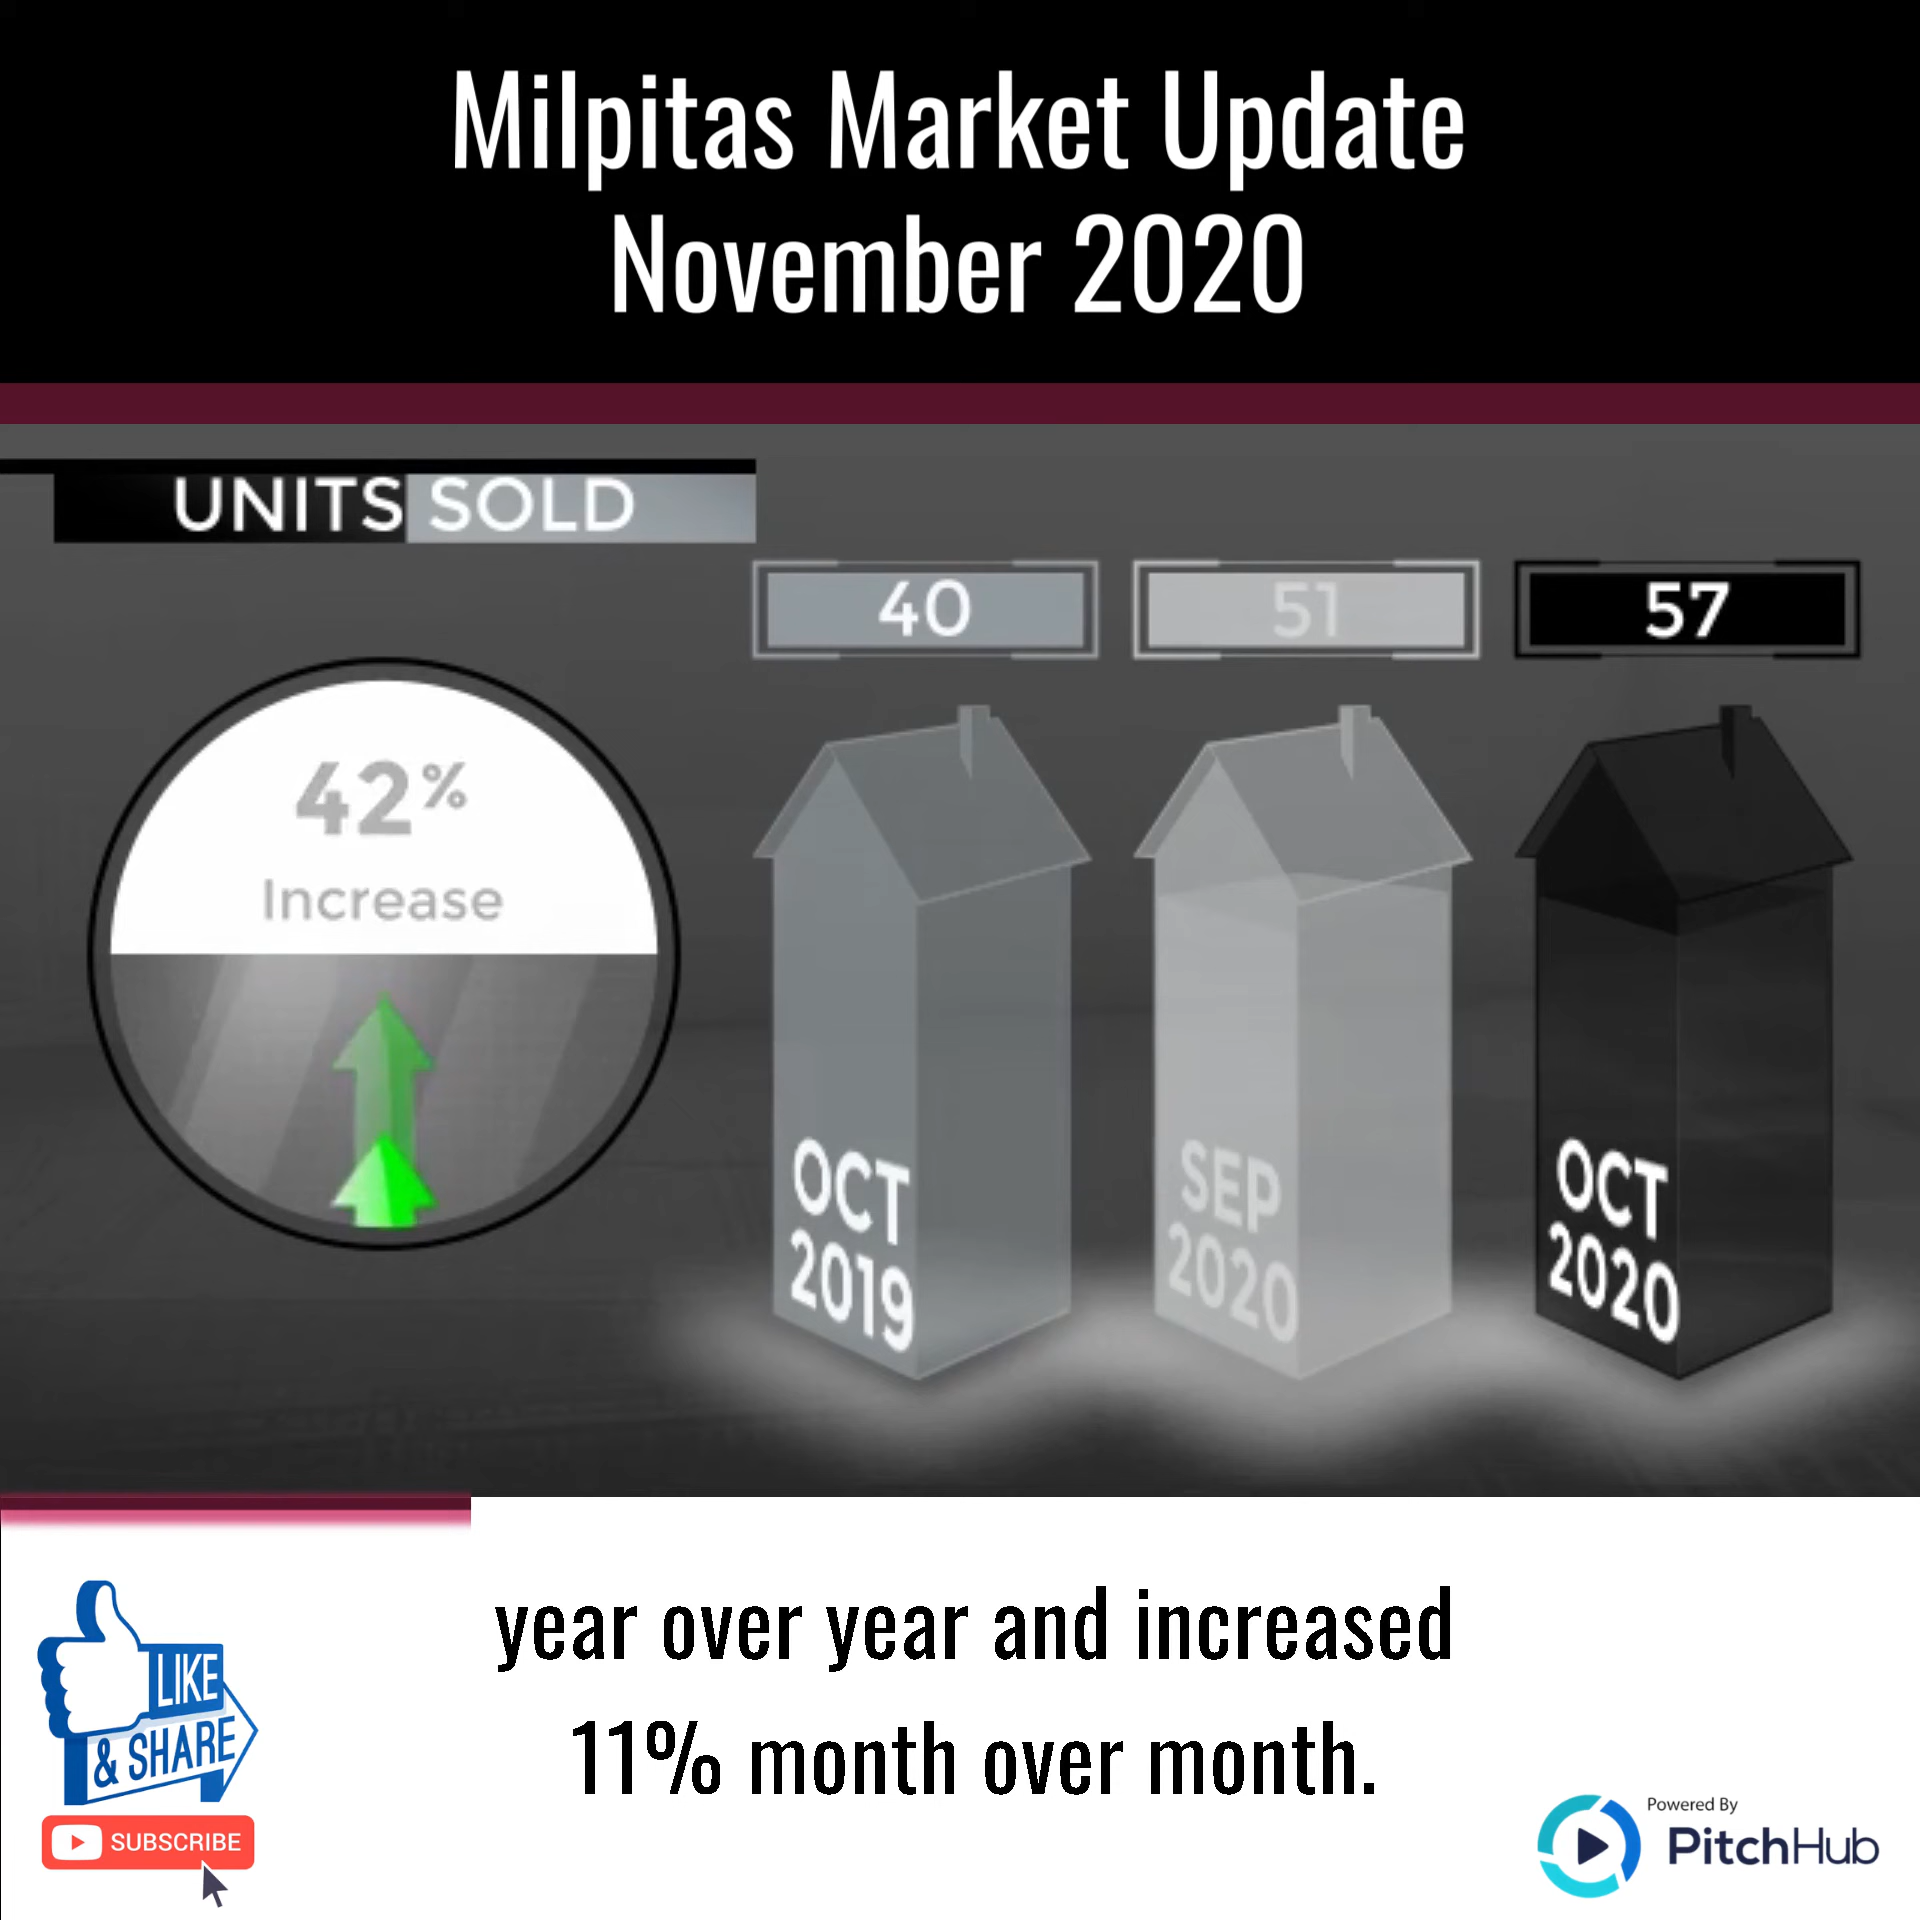 Milpitas Market Update
November 2020
UNITS SOLD
40
51
57
42%
Increase
OCT
2019
SEP
2020
OCT
2020
year over year and increased
11% month over month.
LIKE
& SHARE
SUBSCRIBE
Powered By
PitchHub